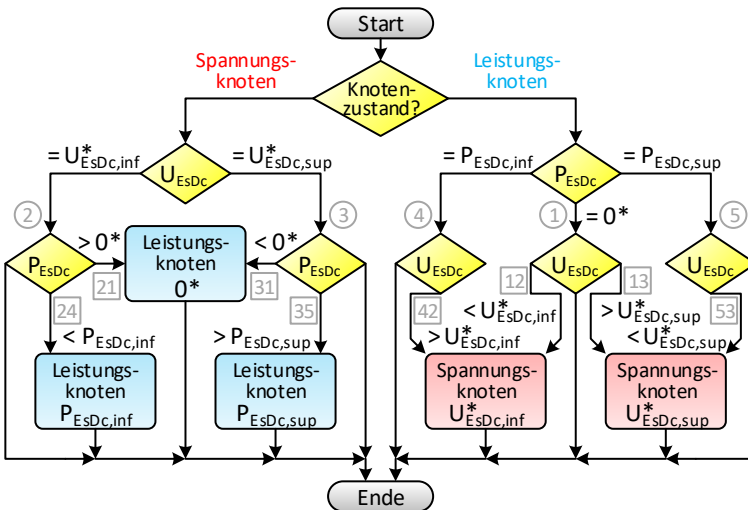 Start
Spannungs-
knoten
Leistungs-
knoten
Knoten-
zustand?
= U*EsDc,inf
UEsDc
= U*EsDc,sup
= PEsDc,inf
PEsDc
= PEsDc,sup
2
3
4
1
= 0*
5
PEsDc
> 0*
Leistungs-
knoten
0*
< 0*
PEsDc
UEsDc
UEsDc
UEsDc
21
31
24
35
42
12
13
53
< PEsDc,inf
> PEsDc,sup
< U*EsDc,inf
> U*EsDc,inf
> U*EsDc,sup
< U*EsDc,sup
Leistungs-
knoten
PEsDc,inf
Leistungs-
knoten
PEsDc,sup
Spannungs-
knoten
U*EsDc,inf
Spannungs-
knoten
U*EsDc,sup
Ende